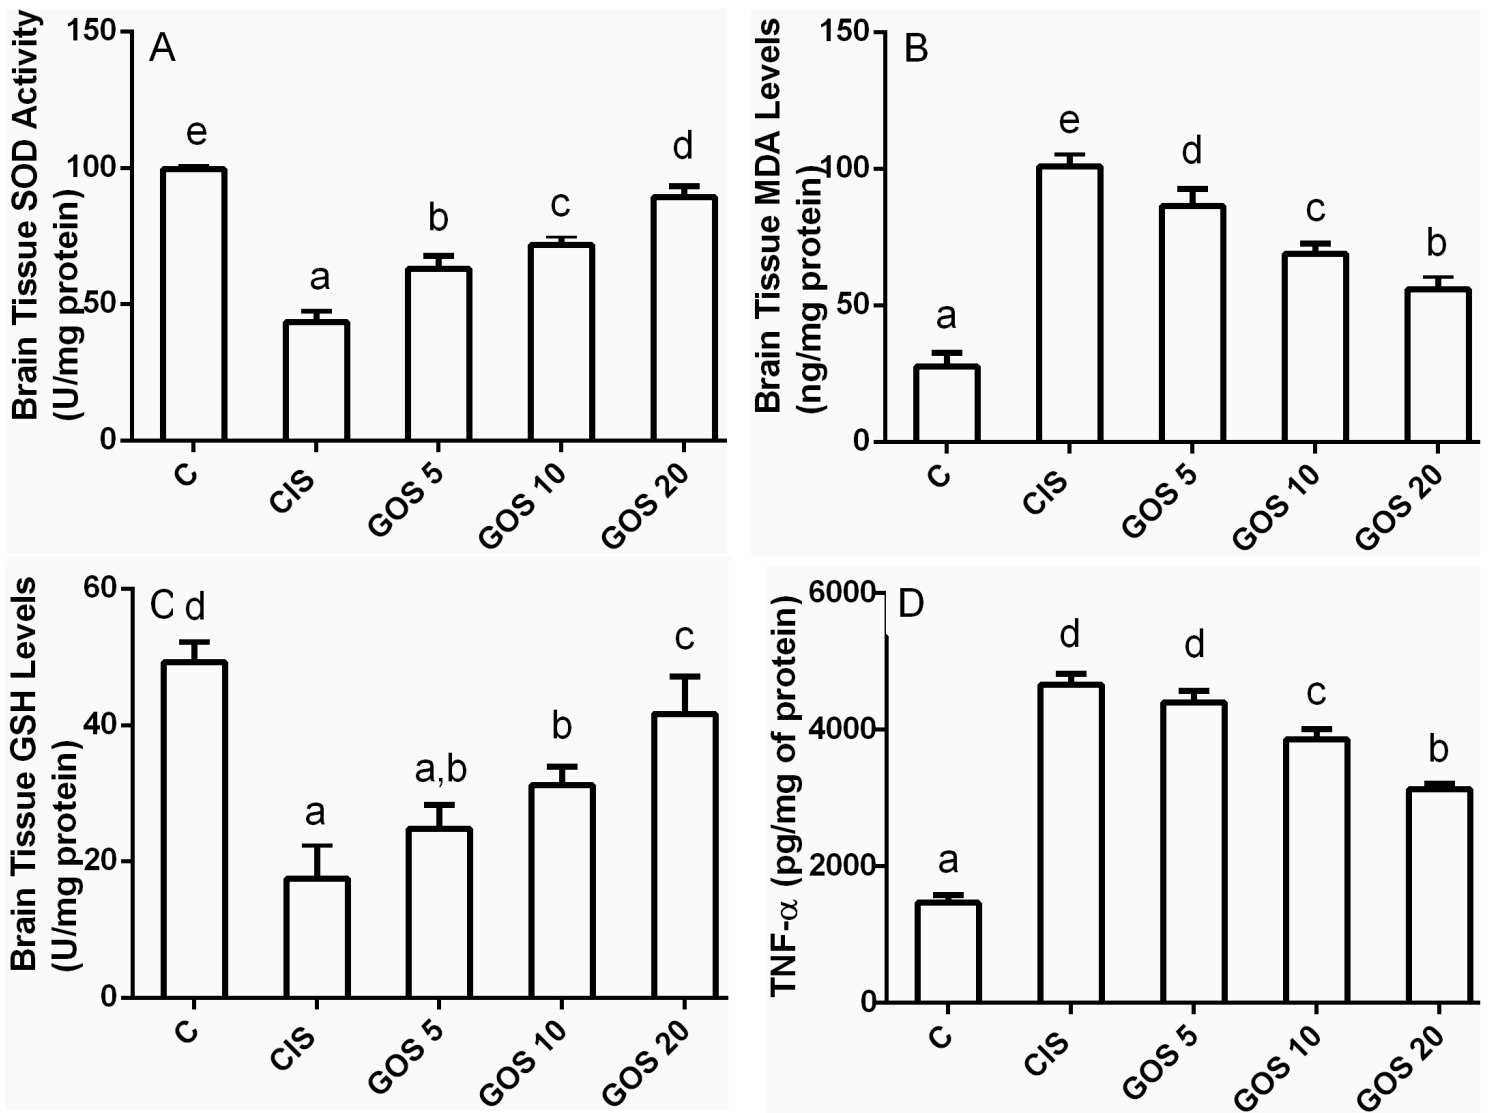 Brain Tissue SOD Activity
(U/mg protein)
A
150
100
50
0
e
a
b
c
d
C
CIS
GOS 5
GOS 10
GOS 20
Brain Tissue MDA Levels
(ng/mg protein)
B
150
100
50
0
a
e
d
c
b
C
CIS
GOS 5
GOS 10
GOS 20
Brain Tissue GSH Levels
(U/mg protein)
C
60
40
20
0
d
a
a,b
b
c
C
CIS
GOS 5
GOS 10
GOS 20
TNF-α (pg/mg of protein)
D
6000
4000
2000
0
a
d
d
c
b
C
CIS
GOS 5
GOS 10
GOS 20